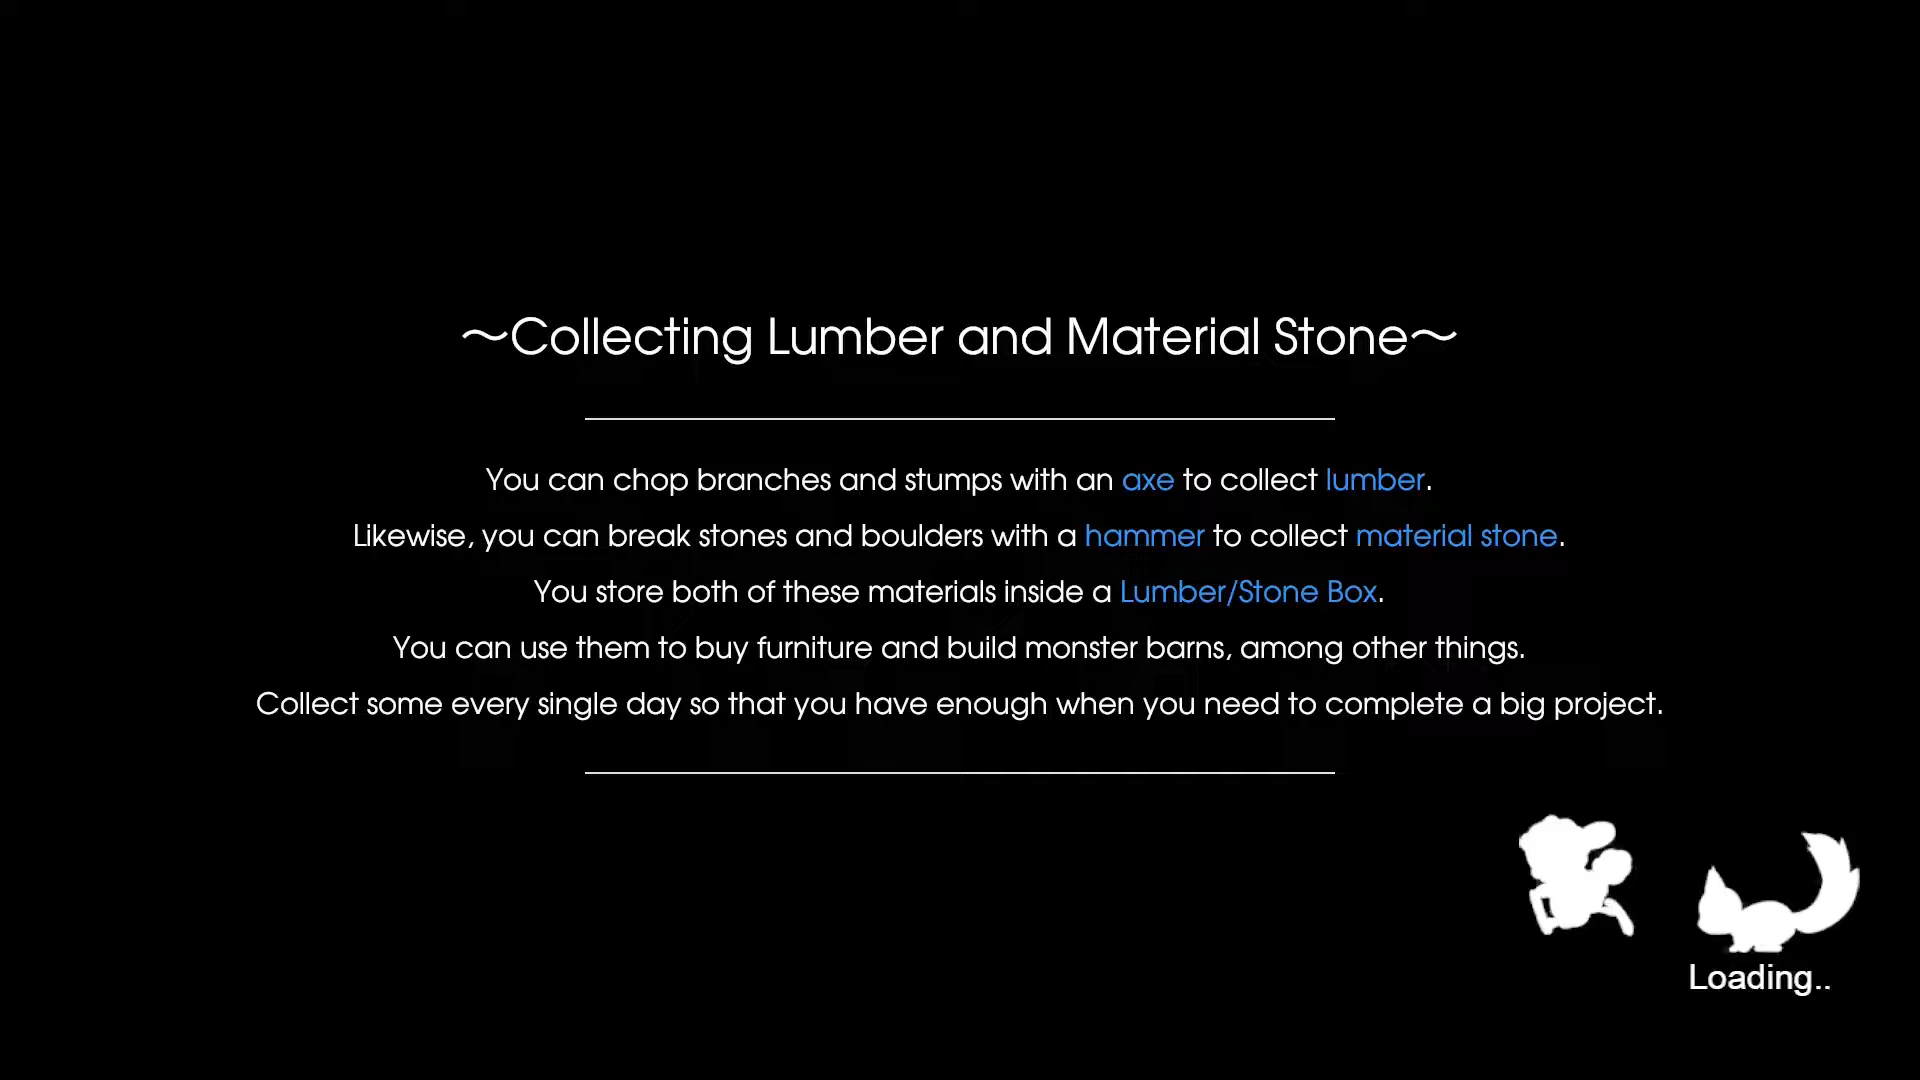 ～Collecting Lumber and Material Stone～
You can chop branches and stumps with an axe to collect lumber.
Likewise, you can break stones and boulders with a hammer to collect material stone.
You store both of these materials inside a Lumber/Stone Box.
You can use them to buy furniture and build monster barns, among other things.
Collect some every single day so that you have enough when you need to complete a big project.
Loading..